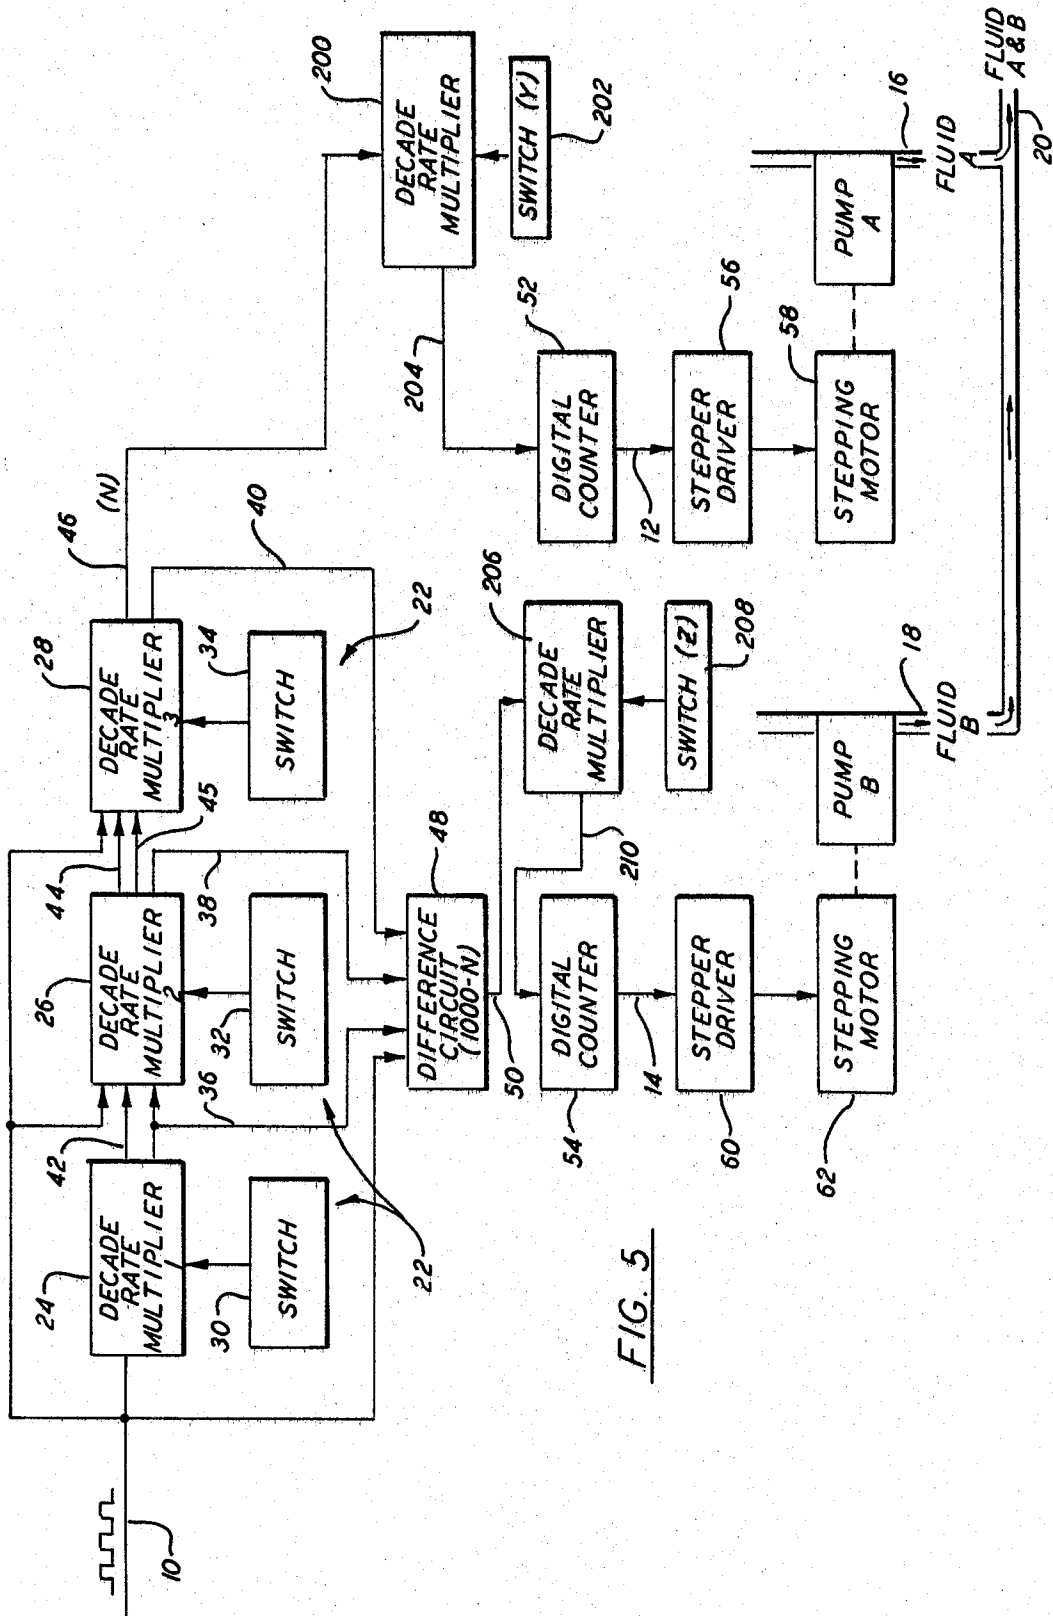 10
24
DECADE
RATE
MULTIPLIER
1
42
30
SWITCH
22
36
26
DECADE
RATE
MULTIPLIER
2
44
45
32
SWITCH
38
28
DECADE
RATE
MULTIPLIER
3
46
(N)
34
SWITCH
22
40
200
DECADE
RATE
MULTIPLIER
SWITCH (Y)
202
204
48
DIFFERENCE
CIRCUIT
(1000-N)
50
206
DECADE
RATE
MULTIPLIER
SWITCH (Z)
208
210
52
DIGITAL
COUNTER
12
54
DIGITAL
COUNTER
14
56
STEPPER
DRIVER
60
STEPPER
DRIVER
58
STEPPING
MOTOR
62
STEPPING
MOTOR
PUMP
A
16
FLUID
A
PUMP
B
18
FLUID
B
FLUID
A & B
20
FIG. 5